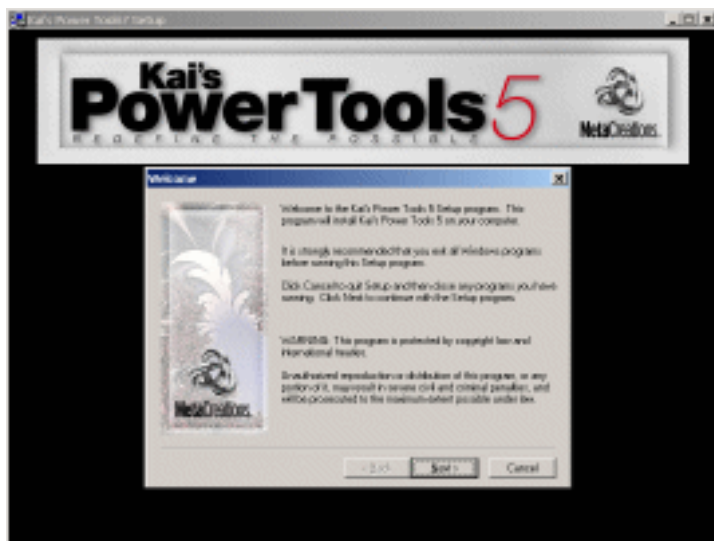 Kai's Power Tools 5 Setup
Kai's
PowerTools 5
REDEFINE THE POSSIBLE
MetaCreations
Welcome
Welcome to the Kai's Power Tools 5 Setup program. This
program will install Kai's Power Tools 5 on your computer.
It is strongly recommended that you exit all Windows programs
before running this Setup program.
Click Cancel to quit Setup and then close any programs you have
running. Click Next to continue with the Setup program.
WARNING: This program is protected by copyright law and
international treaties.
Unauthorized reproduction or distribution of this program, or any
portion of it, may result in severe civil and criminal penalties, and
will be prosecuted to the maximum extent possible under law.
MetaCreations
< Back
Next >
Cancel